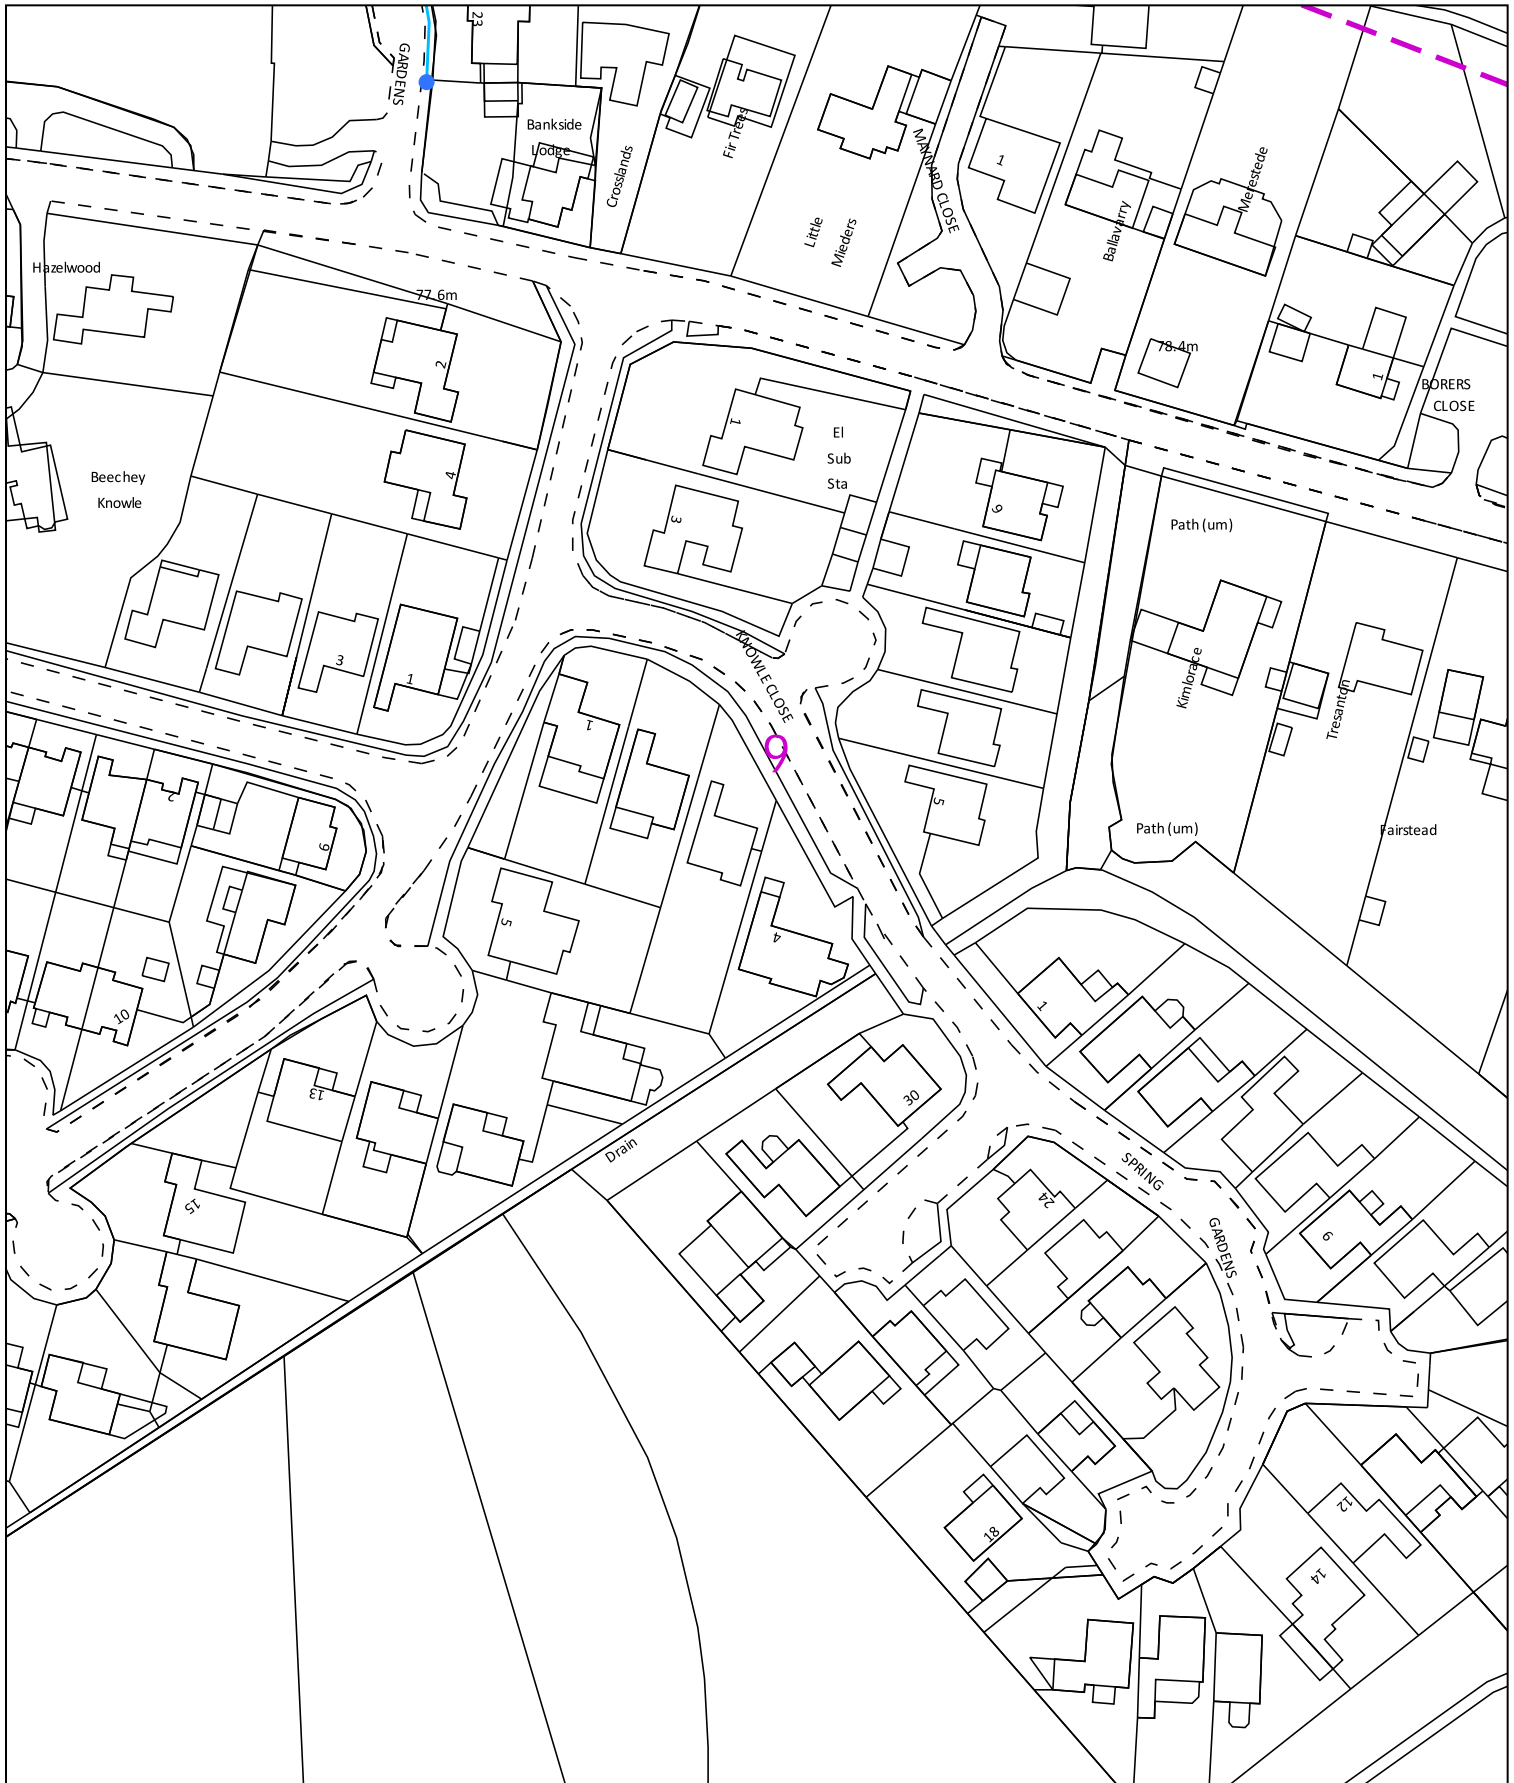 23
GARDENS
Bankside
Lodge
Crosslands
Fir Trees
Little
Mieders
MAYNARD CLOSE
1
Ballavarry
Merestede
Hazelwood
77.6m
2
78.4m
1
BORERS
CLOSE
1
El
Sub
Sta
4
Beechey
Knowle
3
9
Path (um)
3
1
KNOWLE CLOSE
Kimlorace
Tresanton
1
9
2
5
Path (um)
Fairstead
9
5
4
10
1
13
30
Drain
SPRING
15
24
GARDENS
6
12
18
14